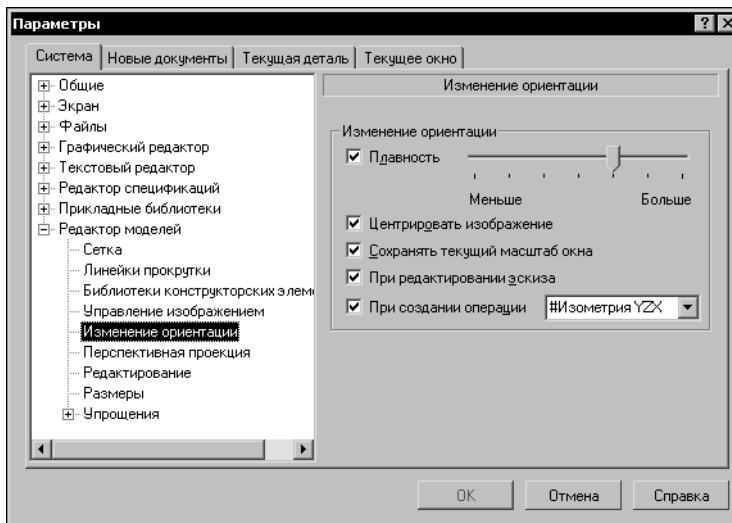 Параметры
Система Новые документы Текущая деталь Текущее окно
Общие
Экран
Файлы
Графический редактор
Текстовый редактор
Редактор спецификаций
Прикладные библиотеки
Редактор моделей
Сетка
Линейки прокрутки
Библиотеки конструкторских элем
Управление изображением
Изменение ориентации
Перспективная проекция
Редактирование
Размеры
Упрощения
Изменение ориентации
Изменение ориентации
Плавность
Меньше Больше
Центрировать изображение
Сохранять текущий масштаб окна
При редактировании эскиза
При создании операции #Изометрия YZX
OK Отмена Справка